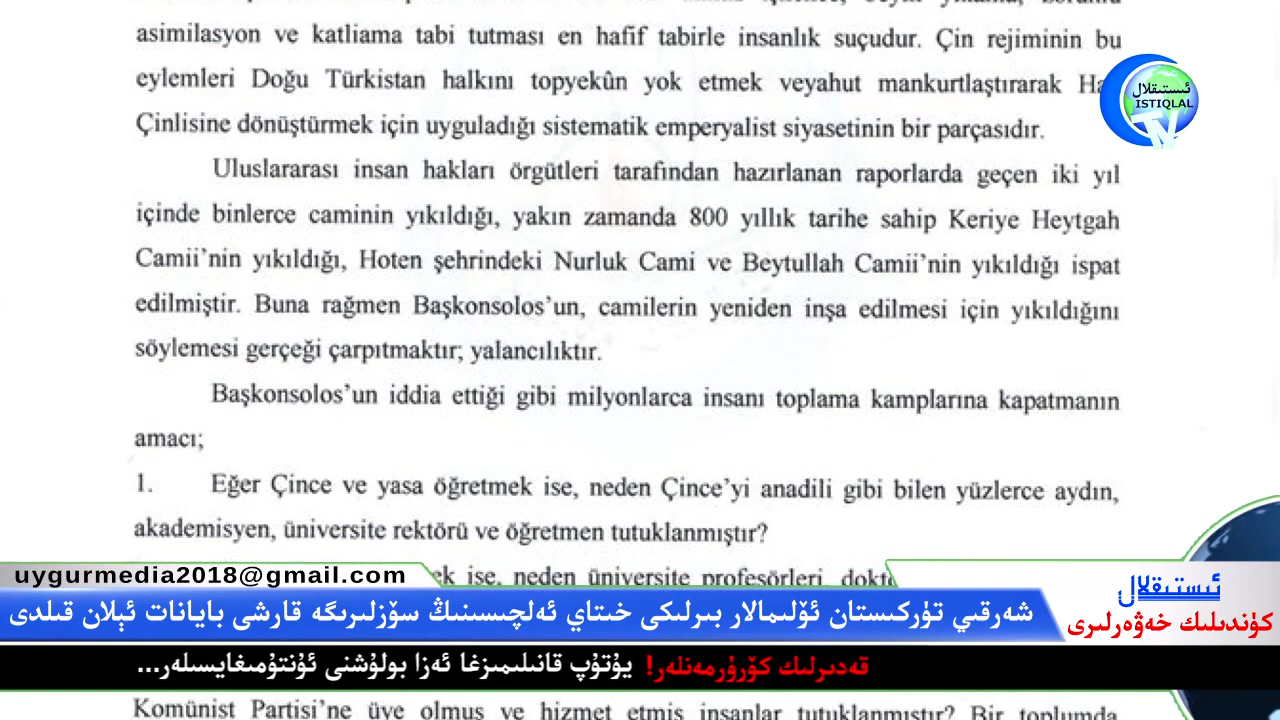 asimilasyon ve katliama tabi tutması en hafif tabirle insanlık suçudur. Çin rejiminin bu
eylemleri Doğu Türkistan halkını topyekûn yok etmek veyahut mankurtlaştırarak
Çinlisine dönüştürmek için uyguladığı sistematik emperyalist siyasetinin bir parçasıdır.
ئىستىقلال
ISTIQLAL
TV
Uluslararası insan hakları örgütleri tarafından hazırlanan raporlarda geçen iki yıl
içinde binlerce caminin yıkıldığı, yakın zamanda 800 yıllık tarihe sahip Keriye Heytgah
Camii’nin yıkıldığı, Hoten şehrindeki Nurluk Cami ve Beytullah Camii’nin yıkıldığı ispat
edilmiştir. Buna rağmen Başkonsolos’un, camilerin yeniden inşa edilmesi için yıkıldığını
söylemesi gerçeği çarpıtmaktır; yalancılıktır.
Başkonsolos’un iddia ettiği gibi milyonlarca insanı toplama kamplarına kapatmanın
amacı;
1. Eğer Çince ve yasa öğretmek ise, neden Çince’yi anadili gibi bilen yüzlerce aydın,
akademisyen, üniversite rektörü ve öğretmen tutuklanmıştır?
ise, neden üniversite profesörleri,
uygurmedia2018@gmail.com
شەرقىي تۈركىستان ئۆلىمالار بىرلىكى خىتاي ئەلچىسىنىڭ سۆزلىرىگە قارشى بايانات ئېلان قىلدى
ئىستىقلال
كۈندىلىك خەۋەرلىرى
قەدىرلىك كۆرۈرمەنلەر! يۇتۇپ قانىلىمىزغا ئەزا بولۇشنى ئۇنتۇمىغايسىلەر...
Komünist Partisi’ne üye olmuş ve hizmet etmiş insanlar tutuklanmıştır? Bir toplumda